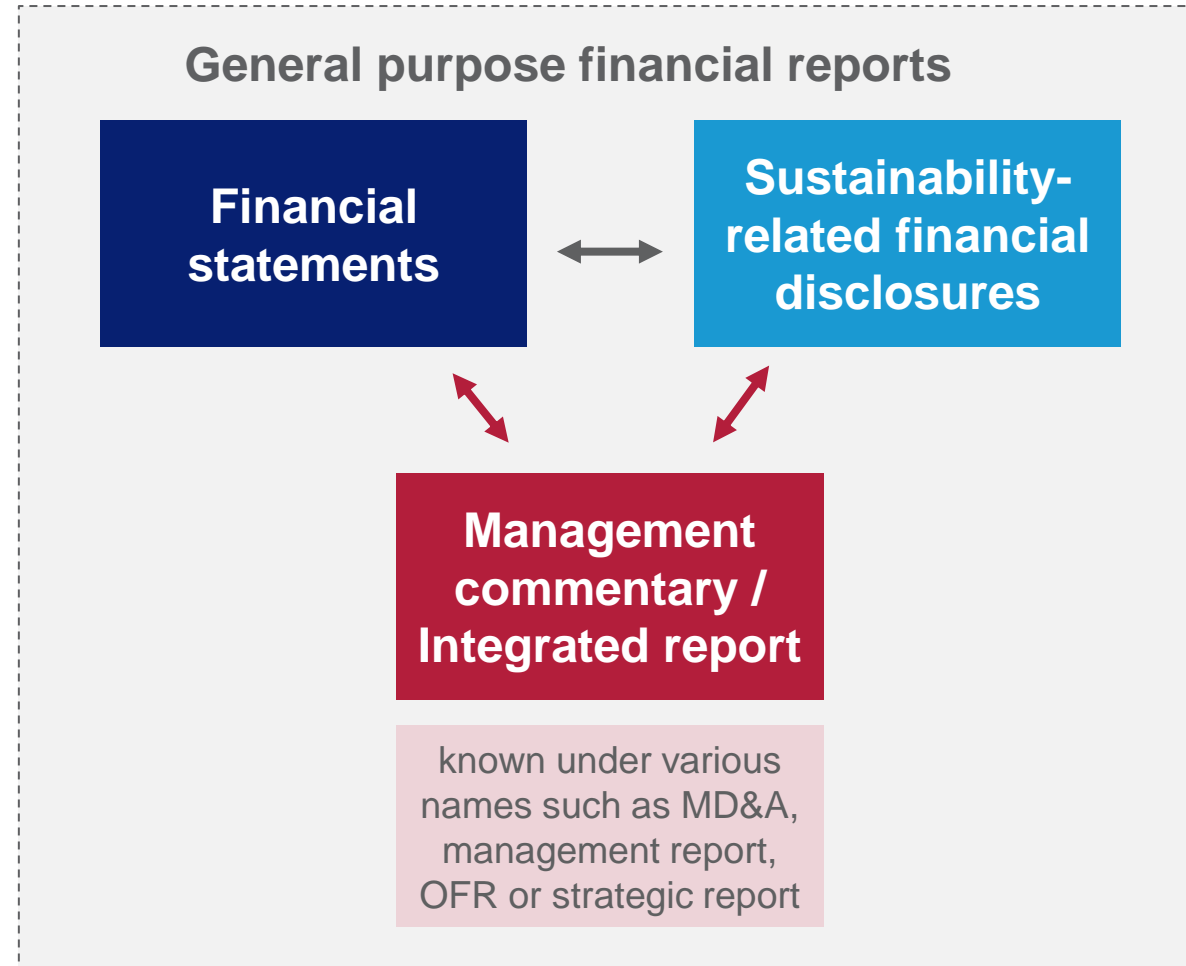 General purpose financial reports
Financial
statements
Sustainability-
related financial
disclosures
Management
commentary /
Integrated report
known under various
names such as MD&A,
management report,
OFR or strategic report